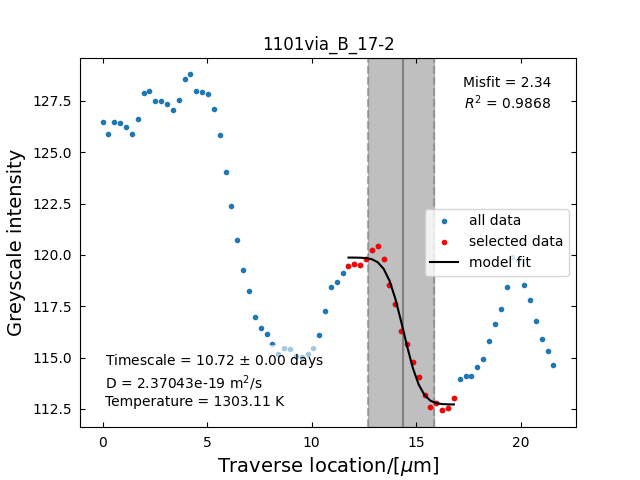 1101via_B_17-2
Misfit = 2.34
R² = 0.9868
Greyscale intensity
127.5
125.0
122.5
120.0
117.5
115.0
112.5
all data
selected data
model fit
Timescale = 10.72 ± 0.00 days
D = 2.37043e-19 m²/s
Temperature = 1303.11 K
0 5 10 15 20
Traverse location/[μm]